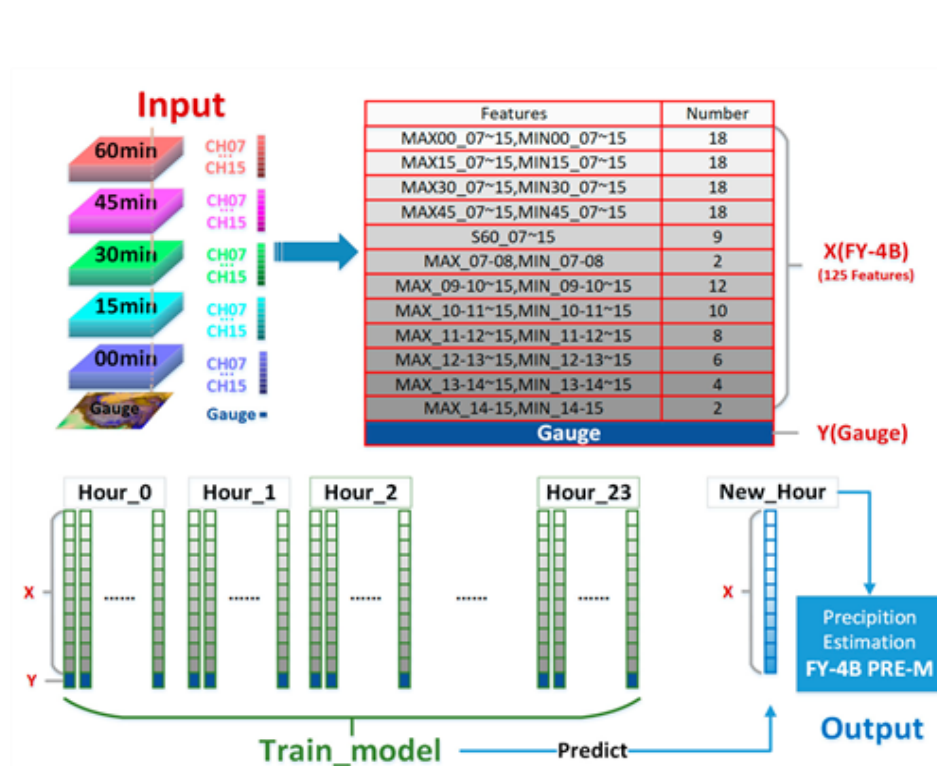 Input
60min
CH07
...
CH15
45min
CH07
...
CH15
30min
CH07
...
CH15
15min
CH07
...
CH15
00min
CH07
...
CH15
Gauge
Gauge
Features Number
MAX00_07~15,MIN00_07~15 18
MAX15_07~15,MIN15_07~15 18
MAX30_07~15,MIN30_07~15 18
MAX45_07~15,MIN45_07~15 18
S60_07~15 9
MAX_07-08,MIN_07-08 2
MAX_09-10~15,MIN_09-10~15 12
MAX_10-11~15,MIN_10-11~15 10
MAX_11-12~15,MIN_11-12~15 8
MAX_12-13~15,MIN_12-13~15 6
MAX_13-14~15,MIN_13-14~15 4
MAX_14-15,MIN_14-15 2
Gauge
X(FY-4B)
(125 Features)
Y(Gauge)
Hour_0 Hour_1 Hour_2 Hour_23 New_Hour
X ...... ...... ...... ...... ...... X
Y
Precipition
Estimation
FY-4B PRE-M
Output
Train_model
Predict